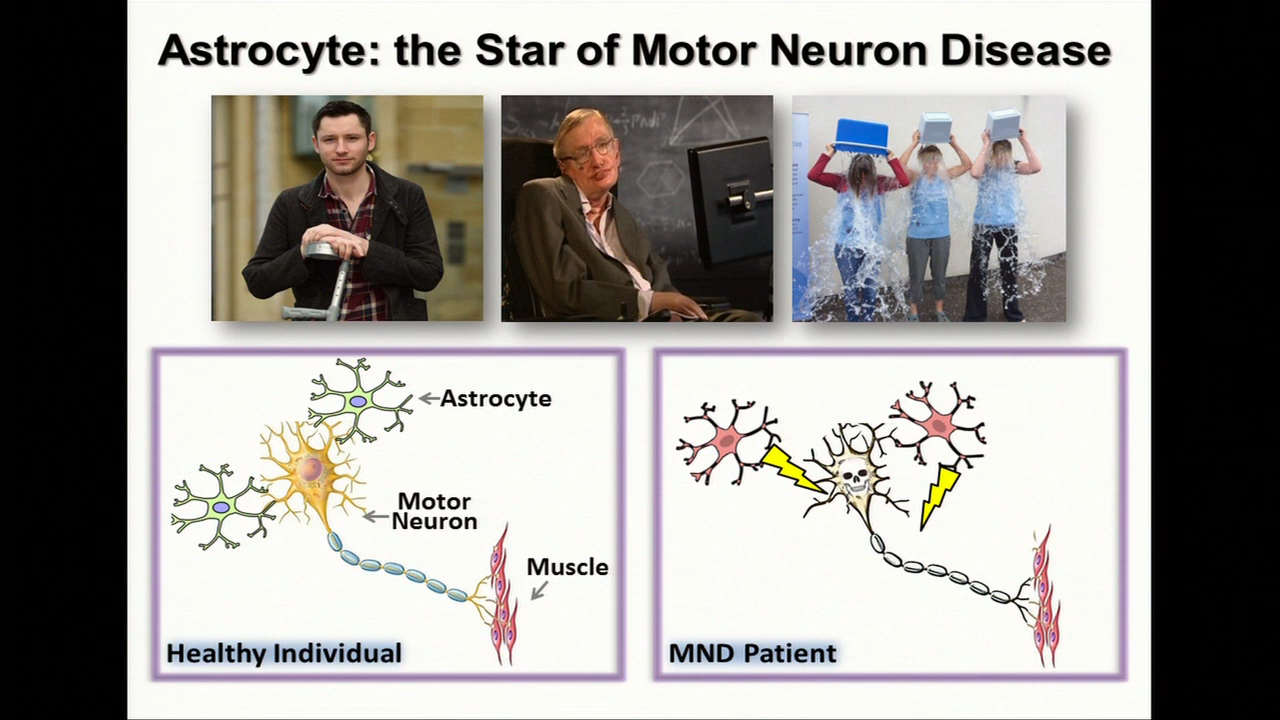 Astrocyte: the Star of Motor Neuron Disease
Astrocyte
Motor
Neuron
Muscle
Healthy Individual
MND Patient